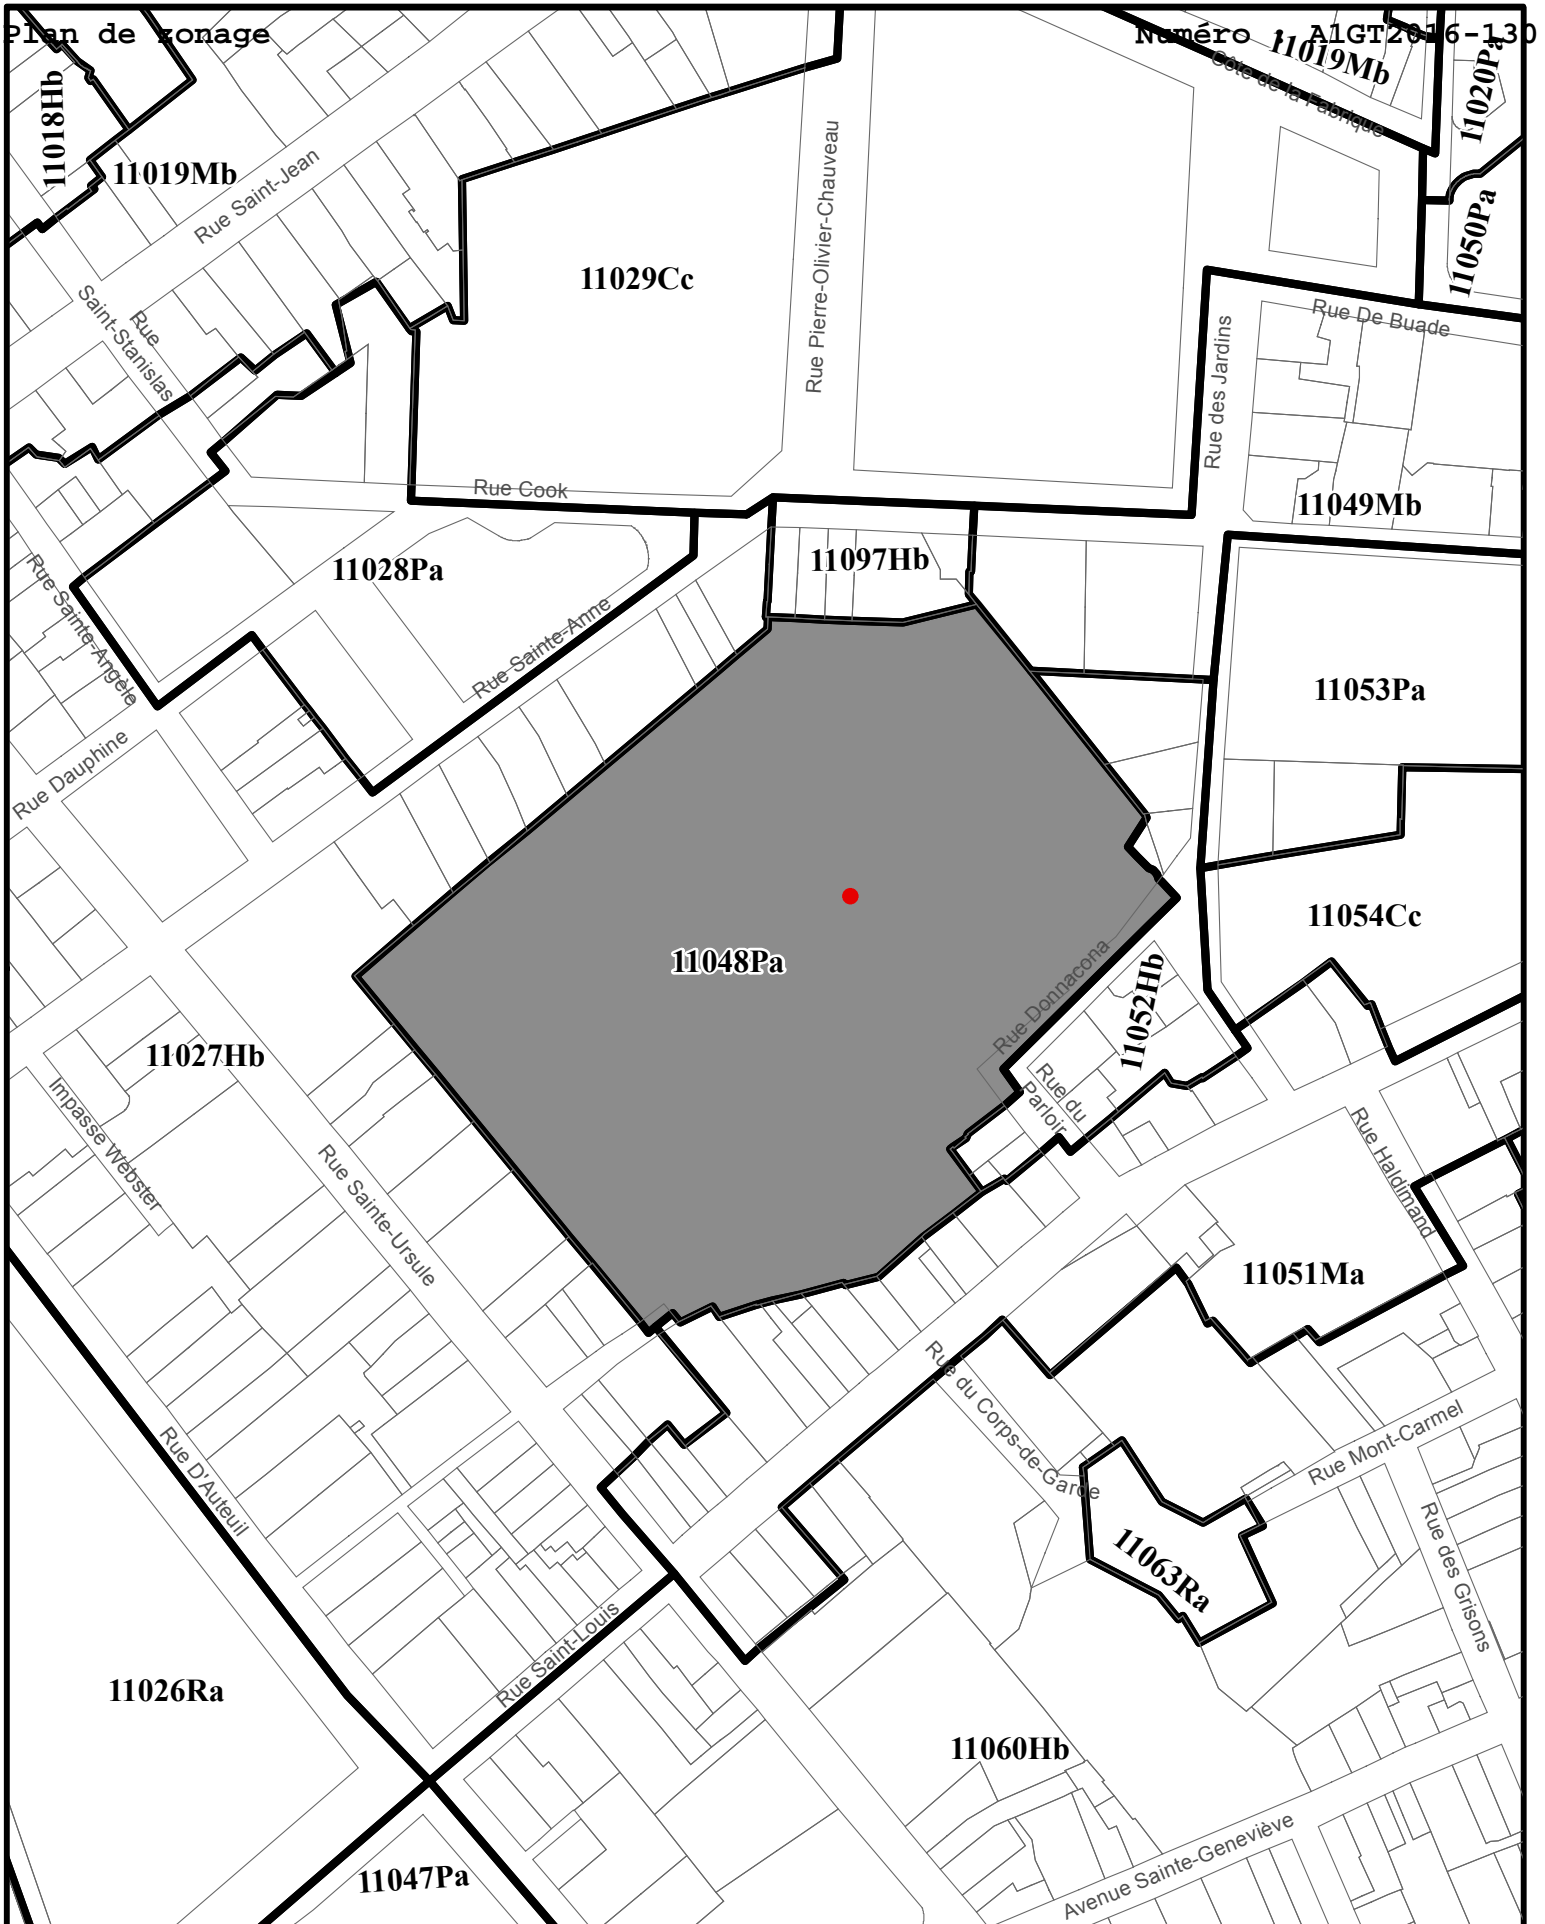 Plan de zonage
Numéro : A1GT2016-130
11019Mb
11020Pa
Côte de la Fabrique
11018Hb
11019Mb
Rue Saint-Jean
11050Pa
11029Cc
Rue Pierre-Olivier-Chauveau
Rue De Buade
Rue
Saint-Stanislas
Rue des Jardins
Rue Cook
11049Mb
11097Hb
11028Pa
Rue Sainte-Angèle
Rue Sainte-Anne
11053Pa
Rue Dauphine
11054Cc
11048Pa
Rue Donnacona
11052Hb
11027Hb
Rue du
Parloir
Impasse Webster
Rue Haldimand
Rue Sainte-Ursule
11051Ma
Rue du Corps-de-Garde
Rue Mont-Carmel
Rue D'Auteuil
11063Ra
Rue des Grisons
Rue Saint-Louis
11026Ra
11060Hb
Avenue Sainte-Geneviève
11047Pa